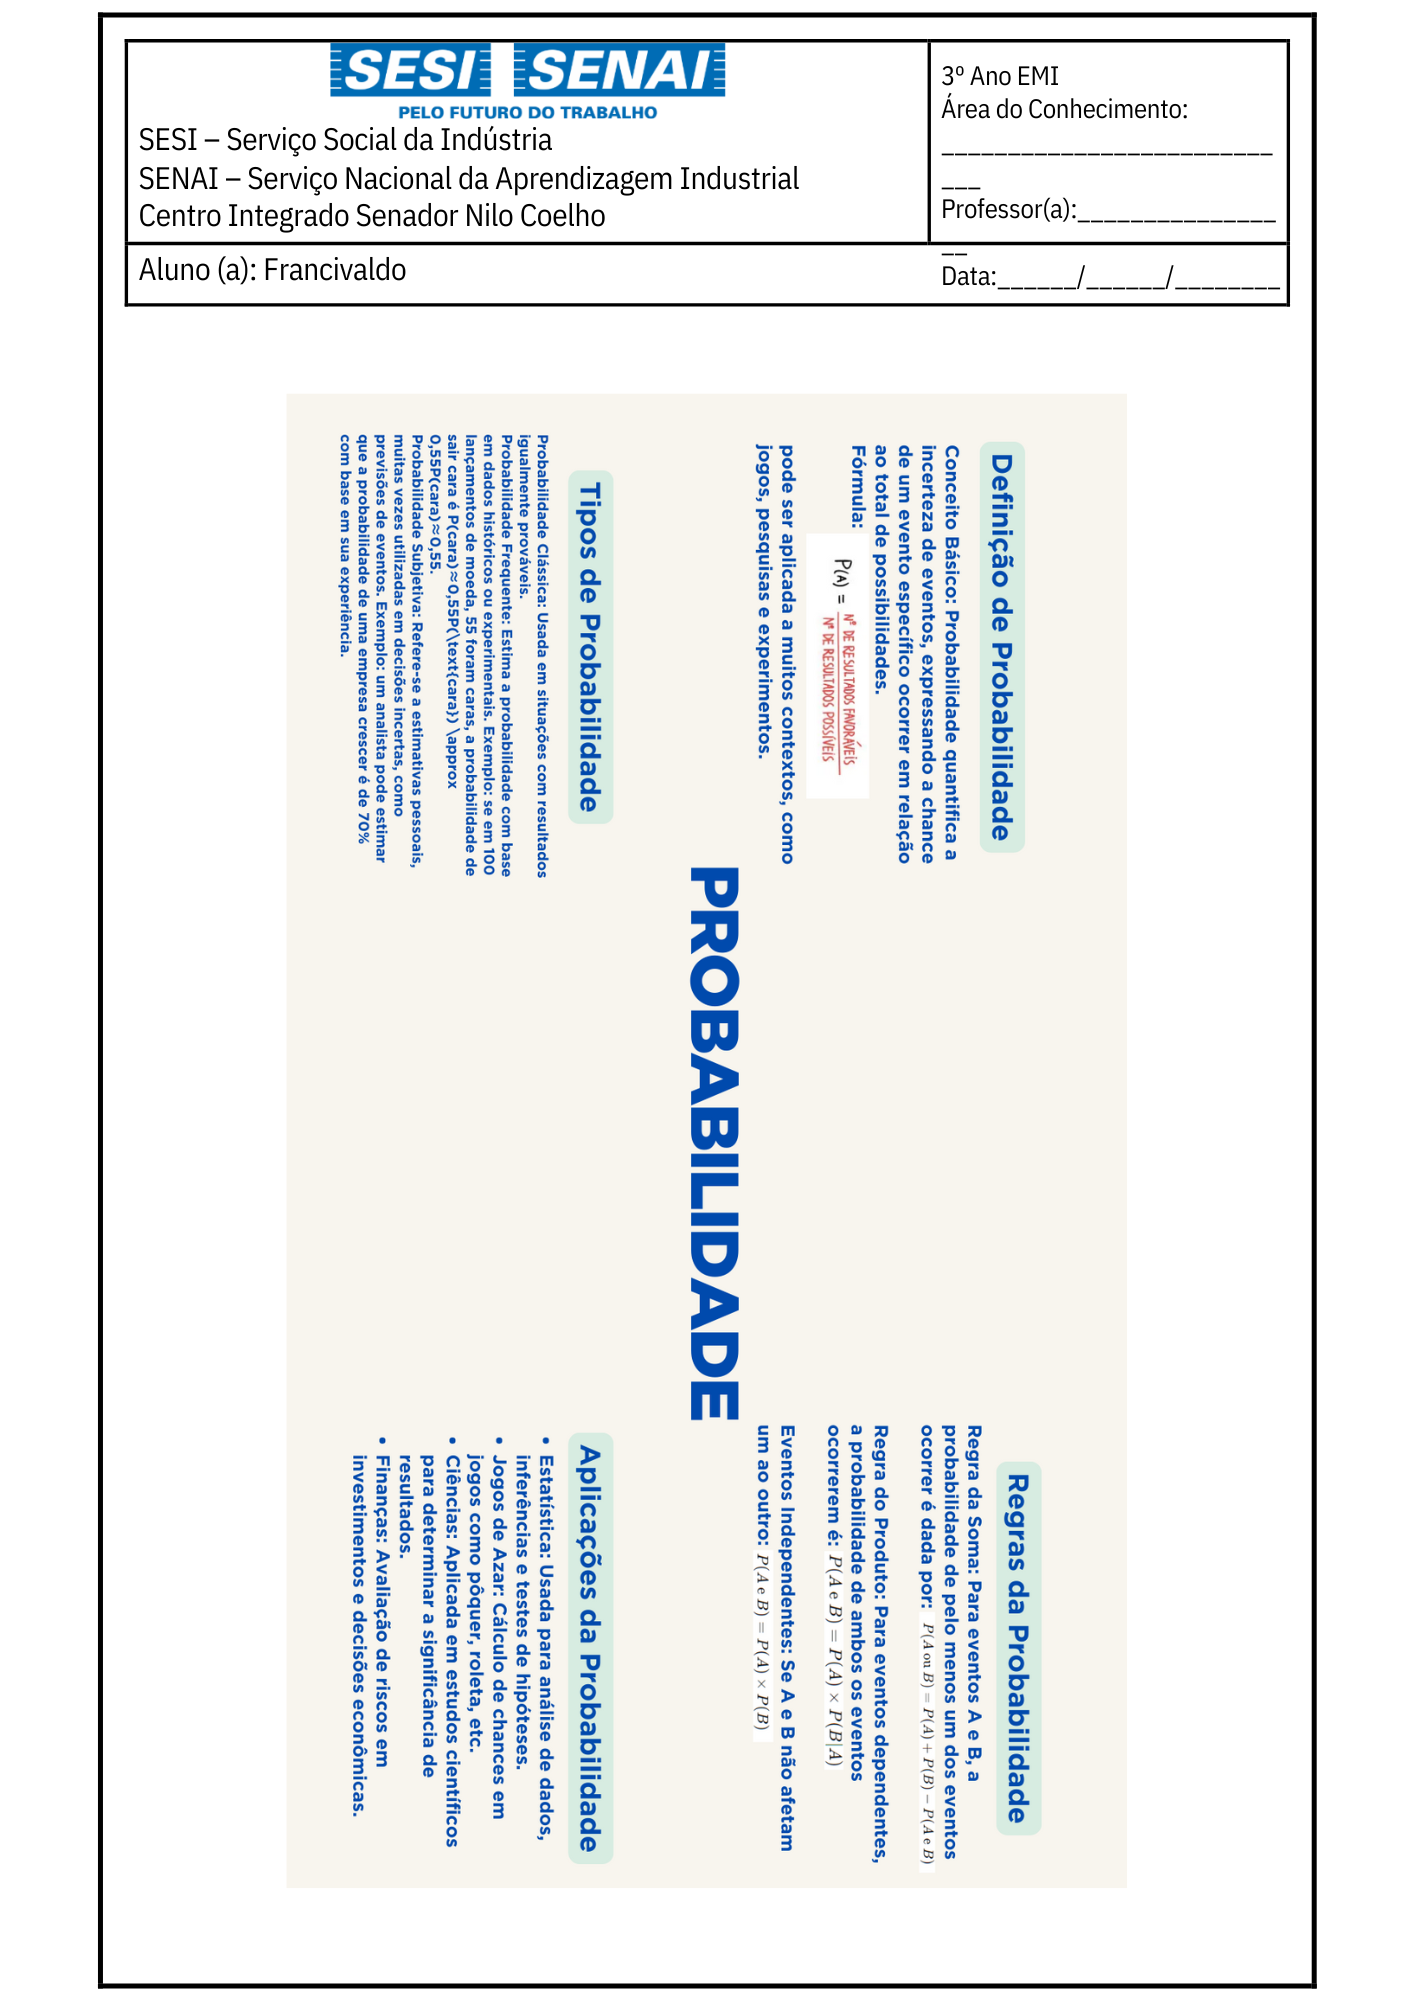 SESI SENAI
PELO FUTURO DO TRABALHO
SESI – Serviço Social da Indústria
SENAI – Serviço Nacional da Aprendizagem Industrial
Centro Integrado Senador Nilo Coelho
3º Ano EMI
Área do Conhecimento:
_________________________
___
Professor(a):_______________
__
Data:______/______/________
Aluno (a): Francivaldo
Definição de Probabilidade
Conceito Básico: Probabilidade quantifica a
incerteza de eventos, expressando a chance
de um evento específico ocorrer em relação
ao total de possibilidades.
Fórmula:
P(A) = Nº DE RESULTADOS FAVORÁVEIS
Nº DE RESULTADOS POSSÍVEIS
pode ser aplicada a muitos contextos, como
jogos, pesquisas e experimentos.
Regras da Probabilidade
Regra da Soma: Para eventos A e B, a
probabilidade de pelo menos um dos eventos
ocorrer é dada por: P(A ou B) = P(A) + P(B) − P(A e B)
Regra do Produto: Para eventos dependentes,
a probabilidade de ambos os eventos
ocorrerem é: P(A e B) = P(A) × P(B|A)
Eventos Independentes: Se A e B não afetam
um ao outro: P(A e B) = P(A) × P(B)
PROBABILIDADE
Tipos de Probabilidade
Probabilidade Clássica: Usada em situações com resultados
igualmente prováveis.
Probabilidade Frequente: Estima a probabilidade com base
em dados históricos ou experimentais. Exemplo: se em 100
lançamentos de moeda, 55 foram caras, a probabilidade de
sair cara é P(cara)≈0,55P(\text{cara}) \approx
0,55P(cara)≈0,55.
Probabilidade Subjetiva: Refere-se a estimativas pessoais,
muitas vezes utilizadas em decisões incertas, como
previsões de eventos. Exemplo: um analista pode estimar
que a probabilidade de uma empresa crescer é de 70%
com base em sua experiência.
Aplicações da Probabilidade
• Estatística: Usada para análise de dados,
inferências e testes de hipóteses.
• Jogos de Azar: Cálculo de chances em
jogos como pôquer, roleta, etc.
• Ciências: Aplicada em estudos científicos
para determinar a significância de
resultados.
• Finanças: Avaliação de riscos em
investimentos e decisões econômicas.